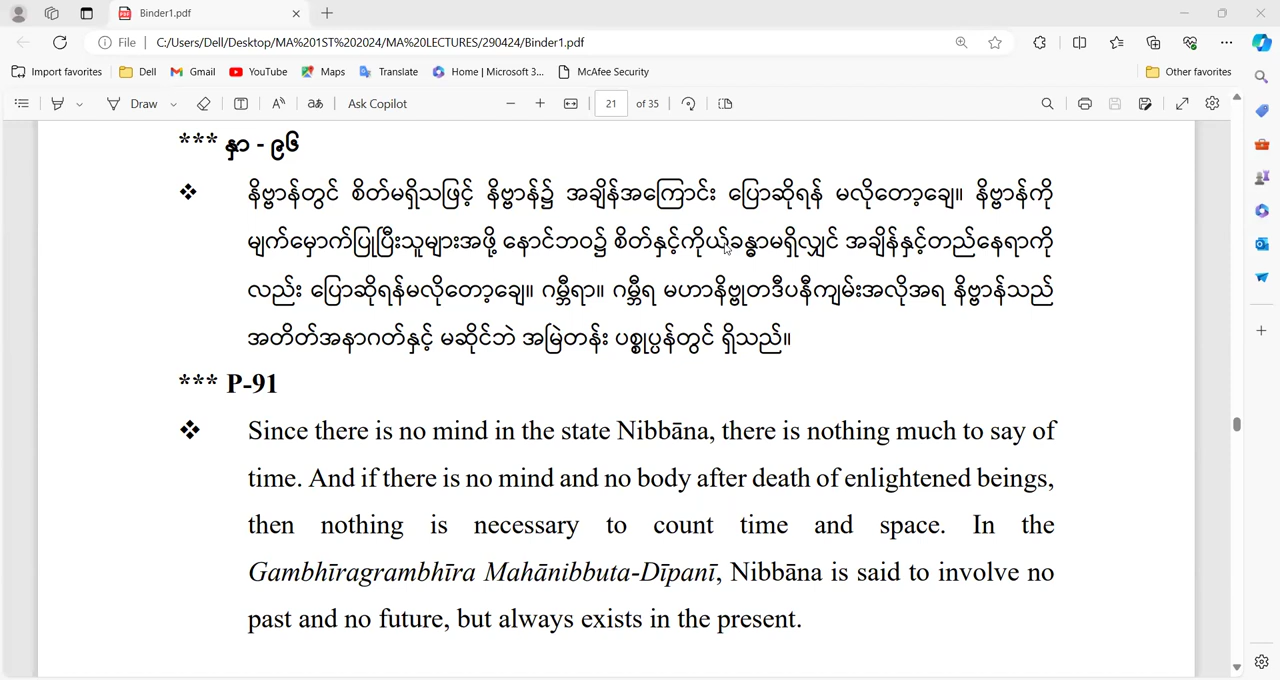 Binder1.pdf
File
C:/Users/Dell/Desktop/MA%201ST%202024/MA%20LECTURES/290424/Binder1.pdf
Import favorites Dell Gmail YouTube Maps Translate Home | Microsoft 3... McAfee Security Other favorites
Draw Ask Copilot 21 of 35
*** နှာ - ၉၆
❖ နိဗ္ဗာန်တွင် စိတ်မရှိသဖြင့် နိဗ္ဗာန်၌ အချိန်အကြောင်း ပြောဆိုရန် မလိုတော့ချေ။ နိဗ္ဗာန်ကို
မျက်မှောက်ပြုပြီးသူများအဖို့ နောင်ဘဝ၌ စိတ်နှင့်ကိုယ်ခန္ဓာမရှိလျှင် အချိန်နှင့်တည်နေရာကို
လည်း ပြောဆိုရန်မလိုတော့ချေ။ ဂမ္ဘီရာ။ ဂမ္ဘီရ မဟာနိဗ္ဗုတဒီပနီကျမ်းအလိုအရ နိဗ္ဗာန်သည်
အတိတ်အနာဂတ်နှင့် မဆိုင်ဘဲ အမြဲတန်း ပစ္စုပ္ပန်တွင် ရှိသည်။
*** P-91
❖ Since there is no mind in the state Nibbāna, there is nothing much to say of
time. And if there is no mind and no body after death of enlightened beings,
then nothing is necessary to count time and space. In the
Gambhīragrambhīra Mahānibbuta-Dīpanī, Nibbāna is said to involve no
past and no future, but always exists in the present.